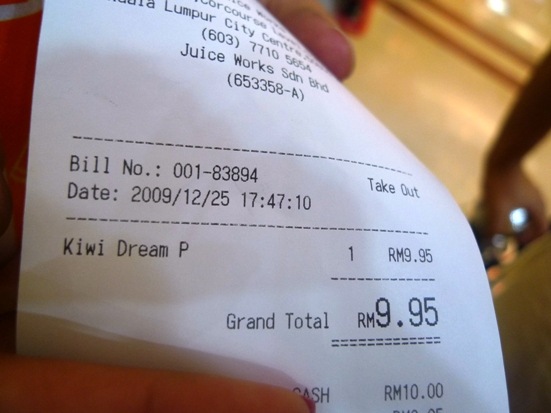 Lumpur City Centre
(603) 7710 5654
Juice Works Sdn Bhd
(653358-A)
Bill No.: 001-83894 Take Out
Date: 2009/12/25 17:47:10
Kiwi Dream P 1 RM9.95
Grand Total RM9.95
CASH RM10.00